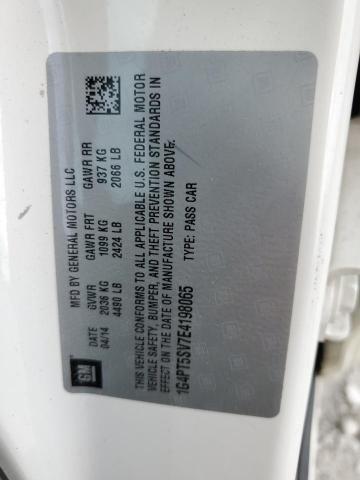 MFD BY GENERAL MOTORS LLC
DATE GVWR GAWR FRT GAWR RR
04/14 2036 KG 1099 KG 937 KG
4490 LB 2424 LB 2066 LB
THIS VEHICLE CONFORMS TO ALL APPLICABLE U.S. FEDERAL MOTOR
VEHICLE SAFETY, BUMPER, AND THEFT PREVENTION STANDARDS IN
EFFECT ON THE DATE OF MANUFACTURE SHOWN ABOVE.
1G4PT5SV7E4198065 TYPE: PASS CAR
GM